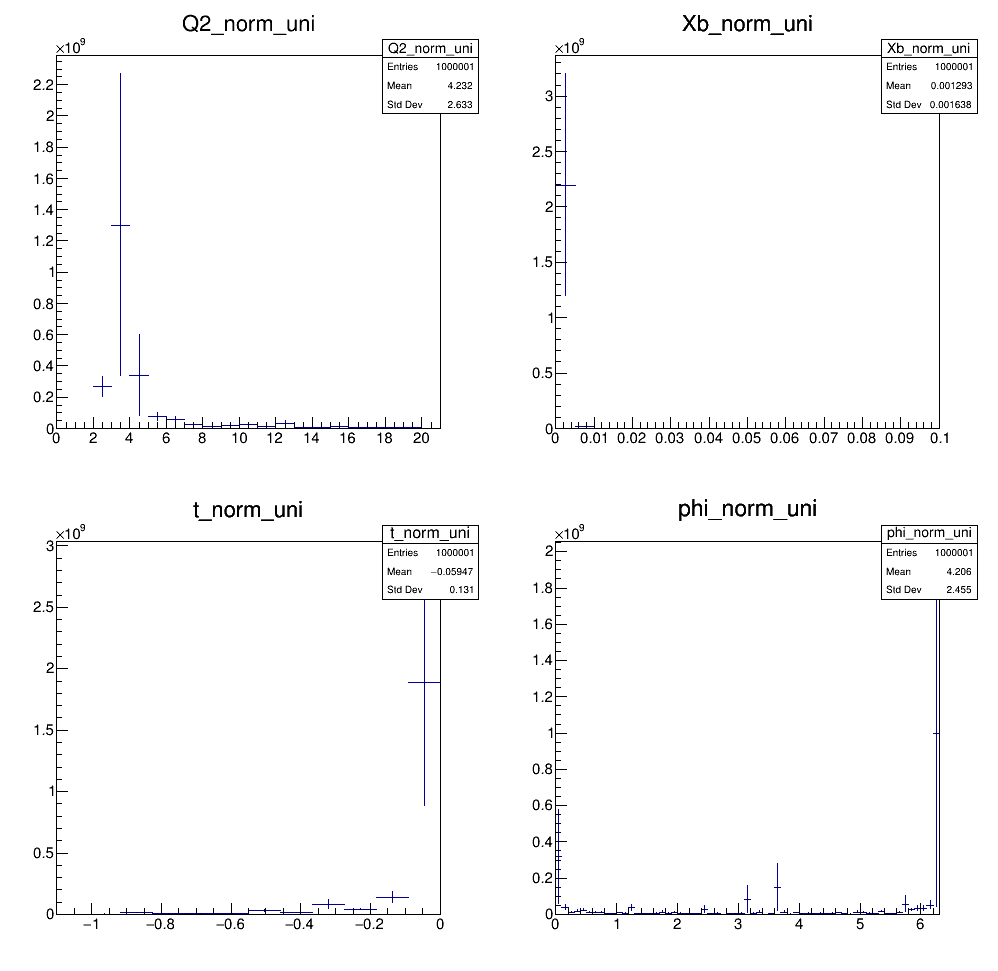 Q2_norm_uni
×10⁹
Q2_norm_uni
Entries 1000001
Mean 4.232
Std Dev 2.633
2.2
2
1.8
1.6
1.4
1.2
1
0.8
0.6
0.4
0.2
0
0 2 4 6 8 10 12 14 16 18 20
Xb_norm_uni
×10⁹
Xb_norm_uni
Entries 1000001
Mean 0.001293
Std Dev 0.001638
3
2.5
2
1.5
1
0.5
0
0 0.01 0.02 0.03 0.04 0.05 0.06 0.07 0.08 0.09 0.1
t_norm_uni
×10⁹
t_norm_uni
Entries 1000001
Mean −0.05947
Std Dev 0.131
3
2.5
2
1.5
1
0.5
0
−1 −0.8 −0.6 −0.4 −0.2 0
phi_norm_uni
×10⁹
phi_norm_uni
Entries 1000001
Mean 4.206
Std Dev 2.455
2
1.8
1.6
1.4
1.2
1
0.8
0.6
0.4
0.2
0
0 1 2 3 4 5 6